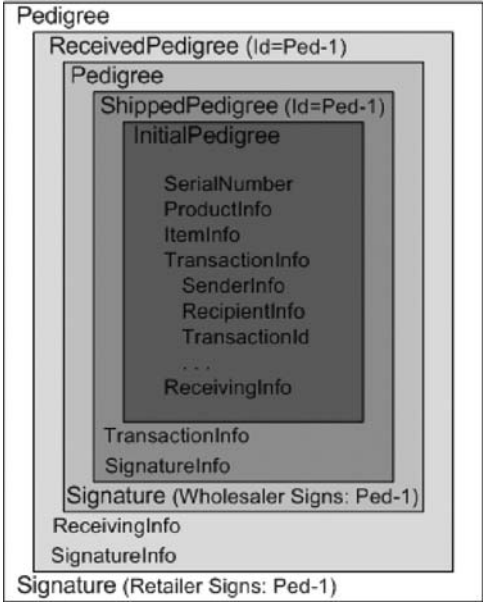 Pedigree
ReceivedPedigree (Id=Ped-1)
Pedigree
ShippedPedigree (Id=Ped-1)
InitialPedigree
SerialNumber
ProductInfo
ItemInfo
TransactionInfo
SenderInfo
RecipientInfo
TransactionId
. . .
ReceivingInfo
TransactionInfo
SignatureInfo
Signature (Wholesaler Signs: Ped-1)
ReceivingInfo
SignatureInfo
Signature (Retailer Signs: Ped-1)